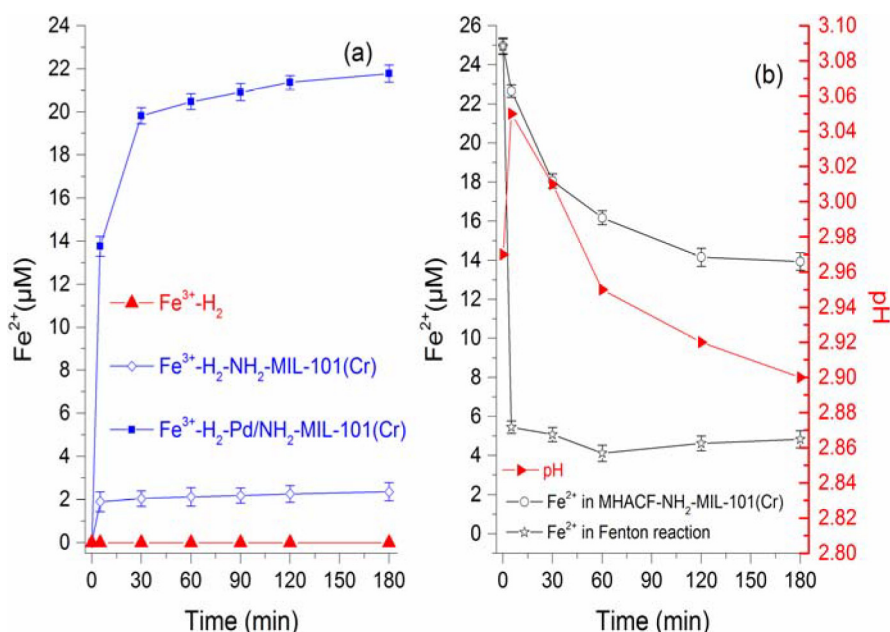 24
22
20
18
16
14
12
10
8
6
4
2
0
Fe²⁺(µM)
(a)
Fe³⁺-H₂
Fe³⁺-H₂-NH₂-MIL-101(Cr)
Fe³⁺-H₂-Pd/NH₂-MIL-101(Cr)
0 30 60 90 120 150 180
Time (min)
26
24
22
20
18
16
14
12
10
8
6
4
2
0
Fe²⁺(µM)
(b)
pH
Fe²⁺ in MHACF-NH₂-MIL-101(Cr)
Fe²⁺ in Fenton reaction
0 30 60 90 120 150 180
Time (min)
3.10
3.08
3.06
3.04
3.02
3.00
2.98
2.96
2.94
2.92
2.90
2.88
2.86
2.84
2.82
2.80
pH